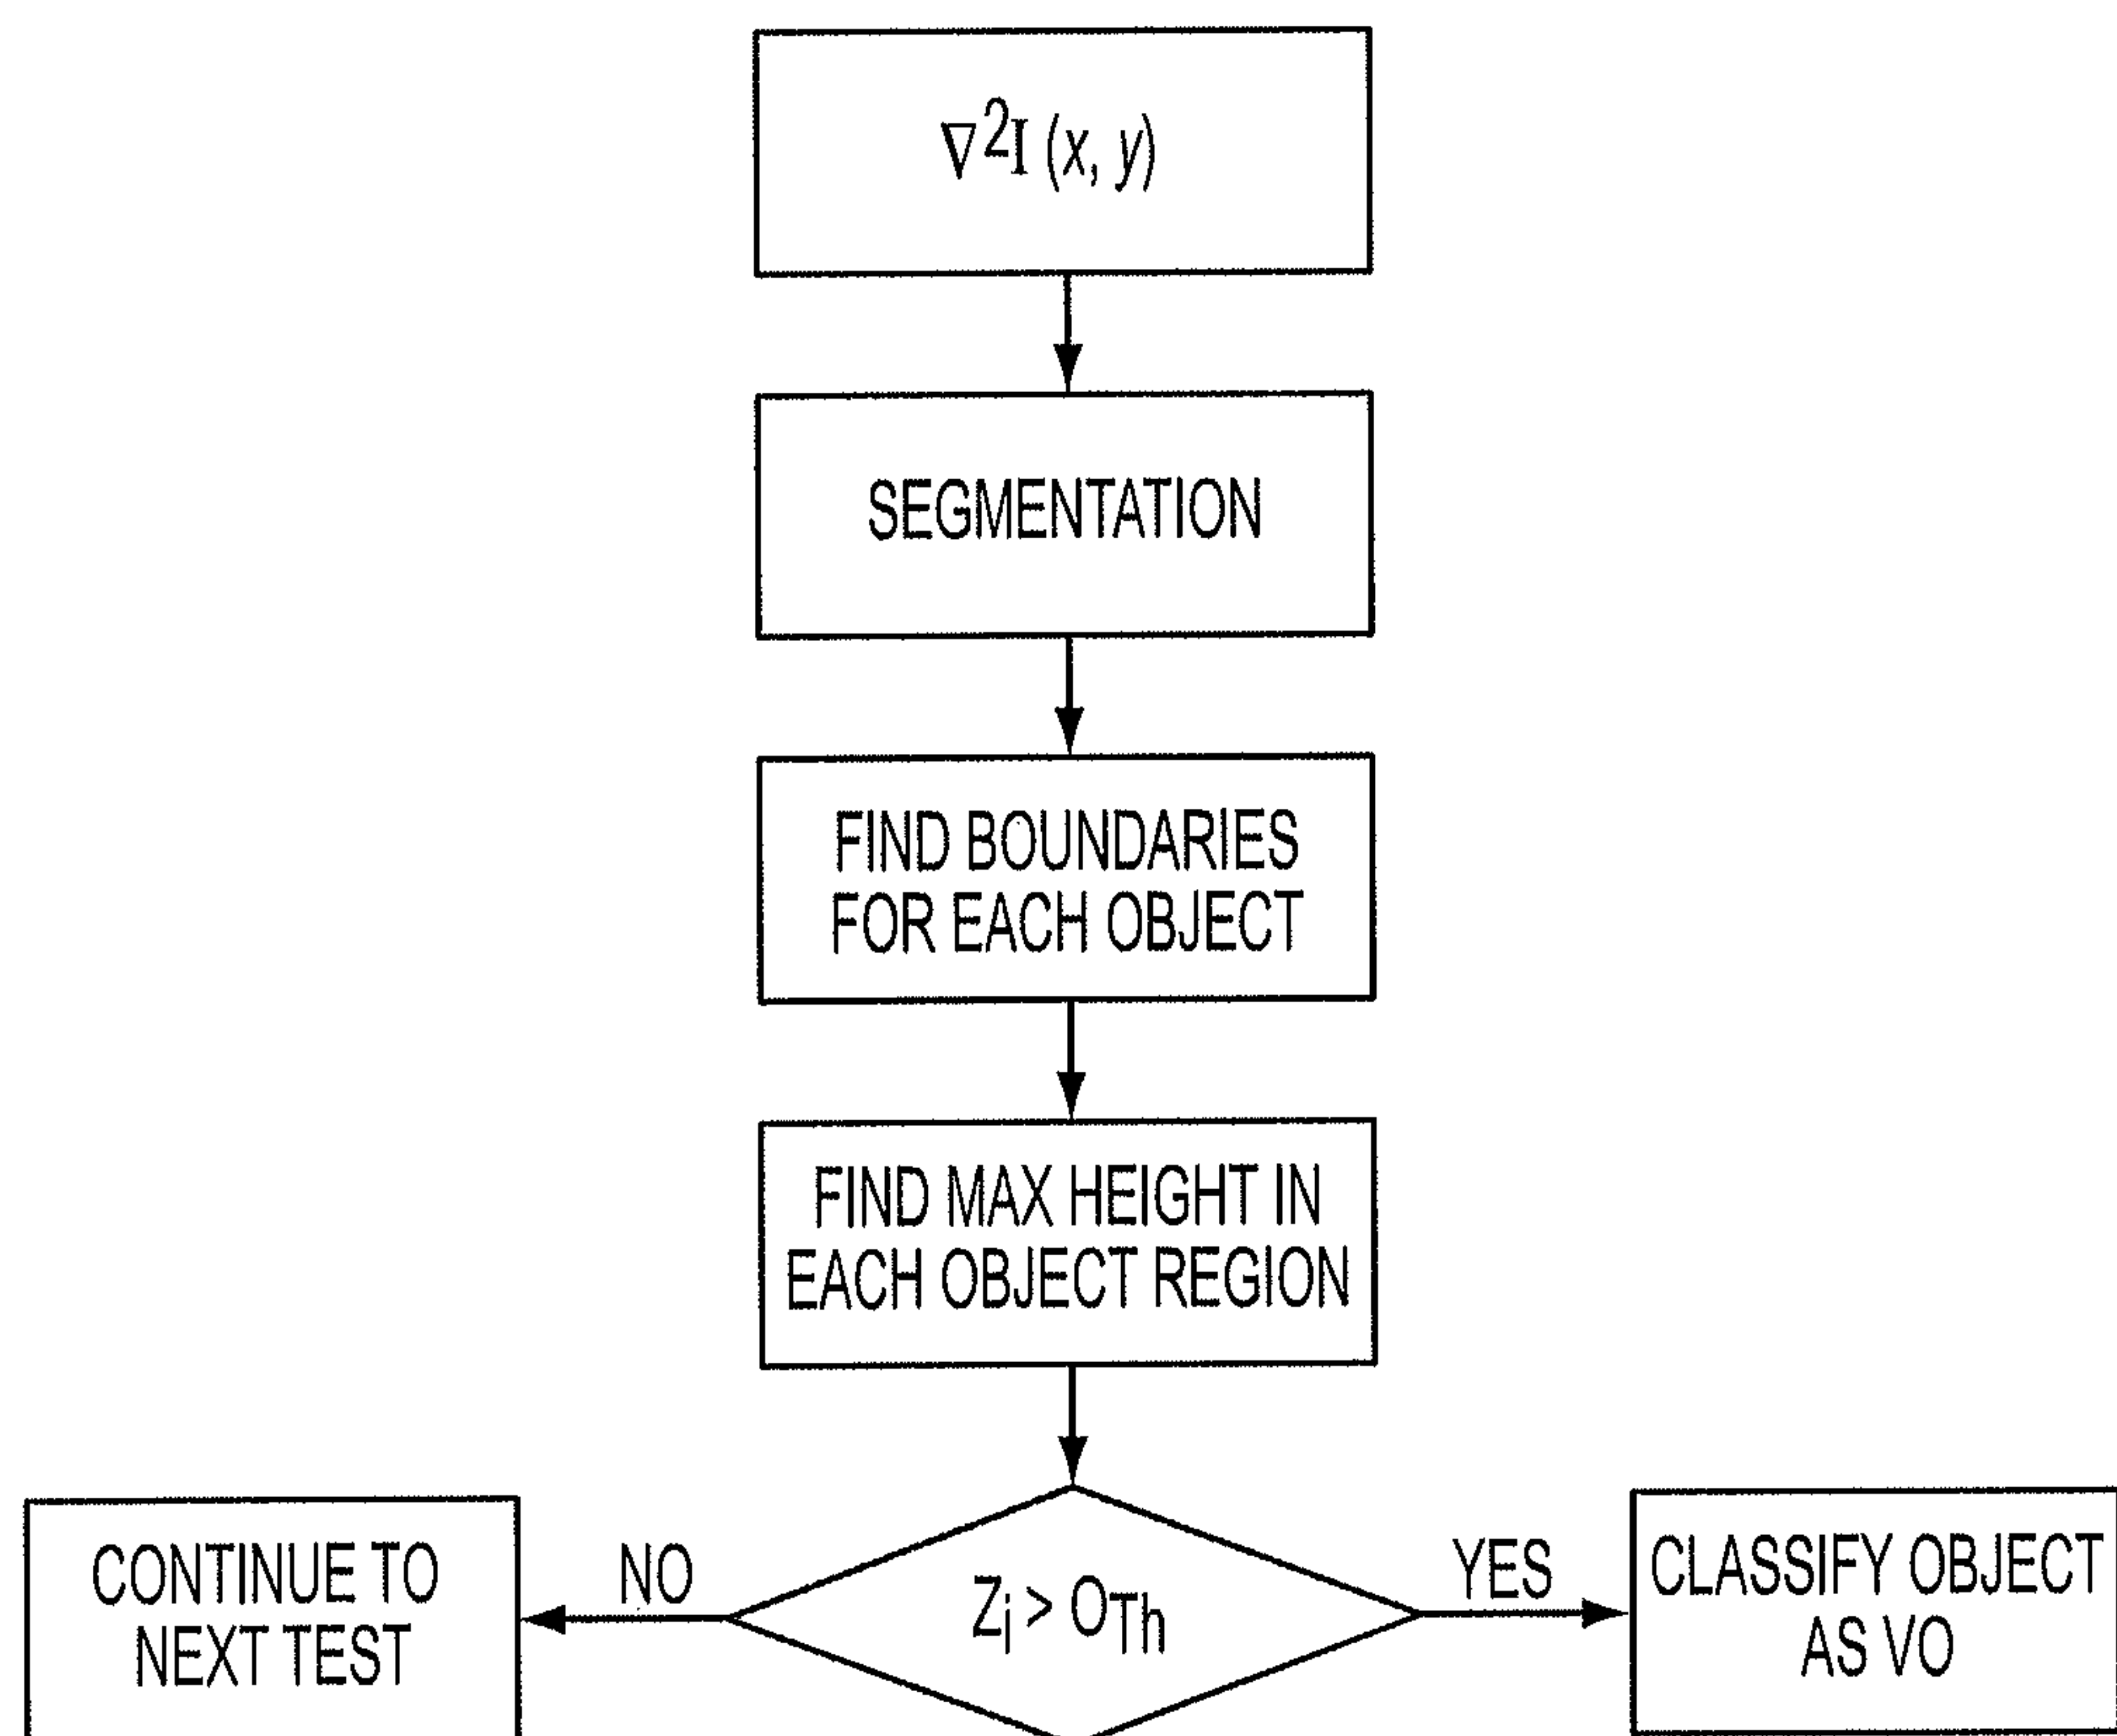 ∇²I (x, y)
SEGMENTATION
FIND BOUNDARIES
FOR EACH OBJECT
FIND MAX HEIGHT IN
EACH OBJECT REGION
CONTINUE TO
NEXT TEST
NO
Zi > OTh
YES
CLASSIFY OBJECT
AS VO